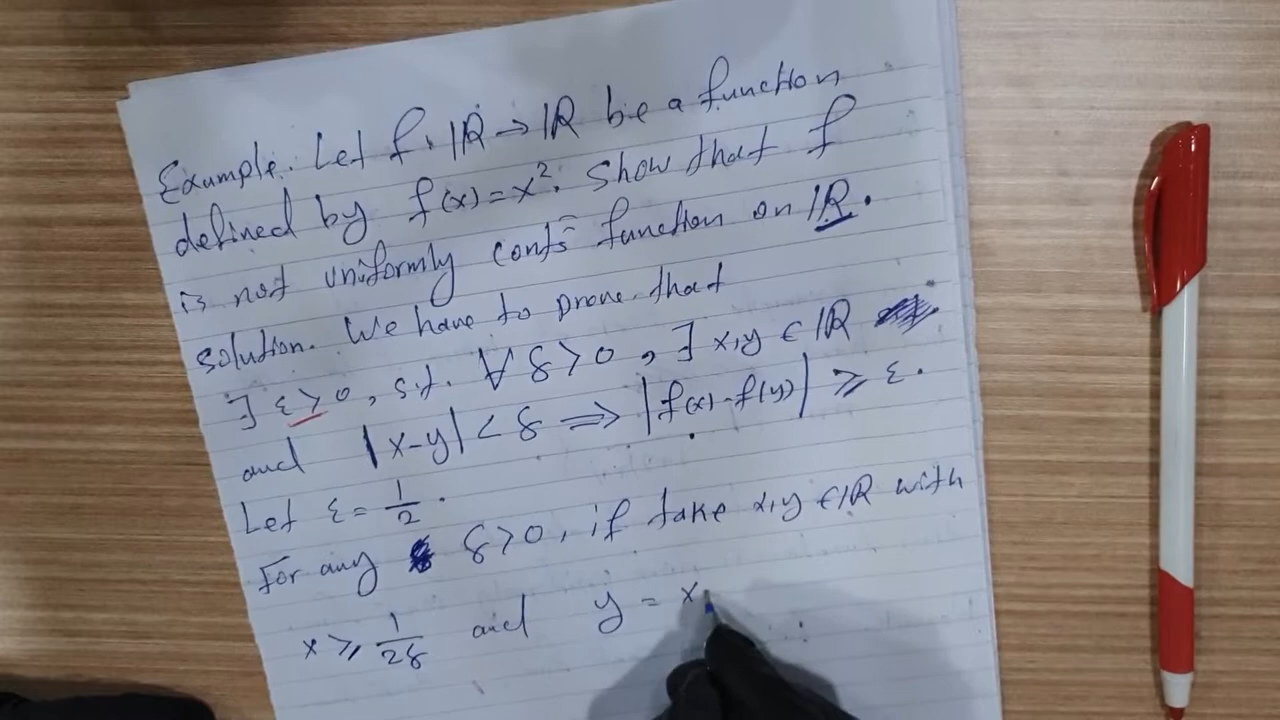 Example. Let f: ℝ → ℝ be a function
defined by f(x) = x². Show that f
is not uniformly conts function on ℝ.
solution. We have to prove that
∃ ε > 0, s.t. ∀ δ > 0, ∃ x,y ∈ ℝ
and |x-y| < δ ⟹ |f(x)-f(y)| ⩾ ε.
Let ε = 1/2.
For any δ > 0, if take x,y ∈ ℝ with
x ⩾ 1/2δ and y = x